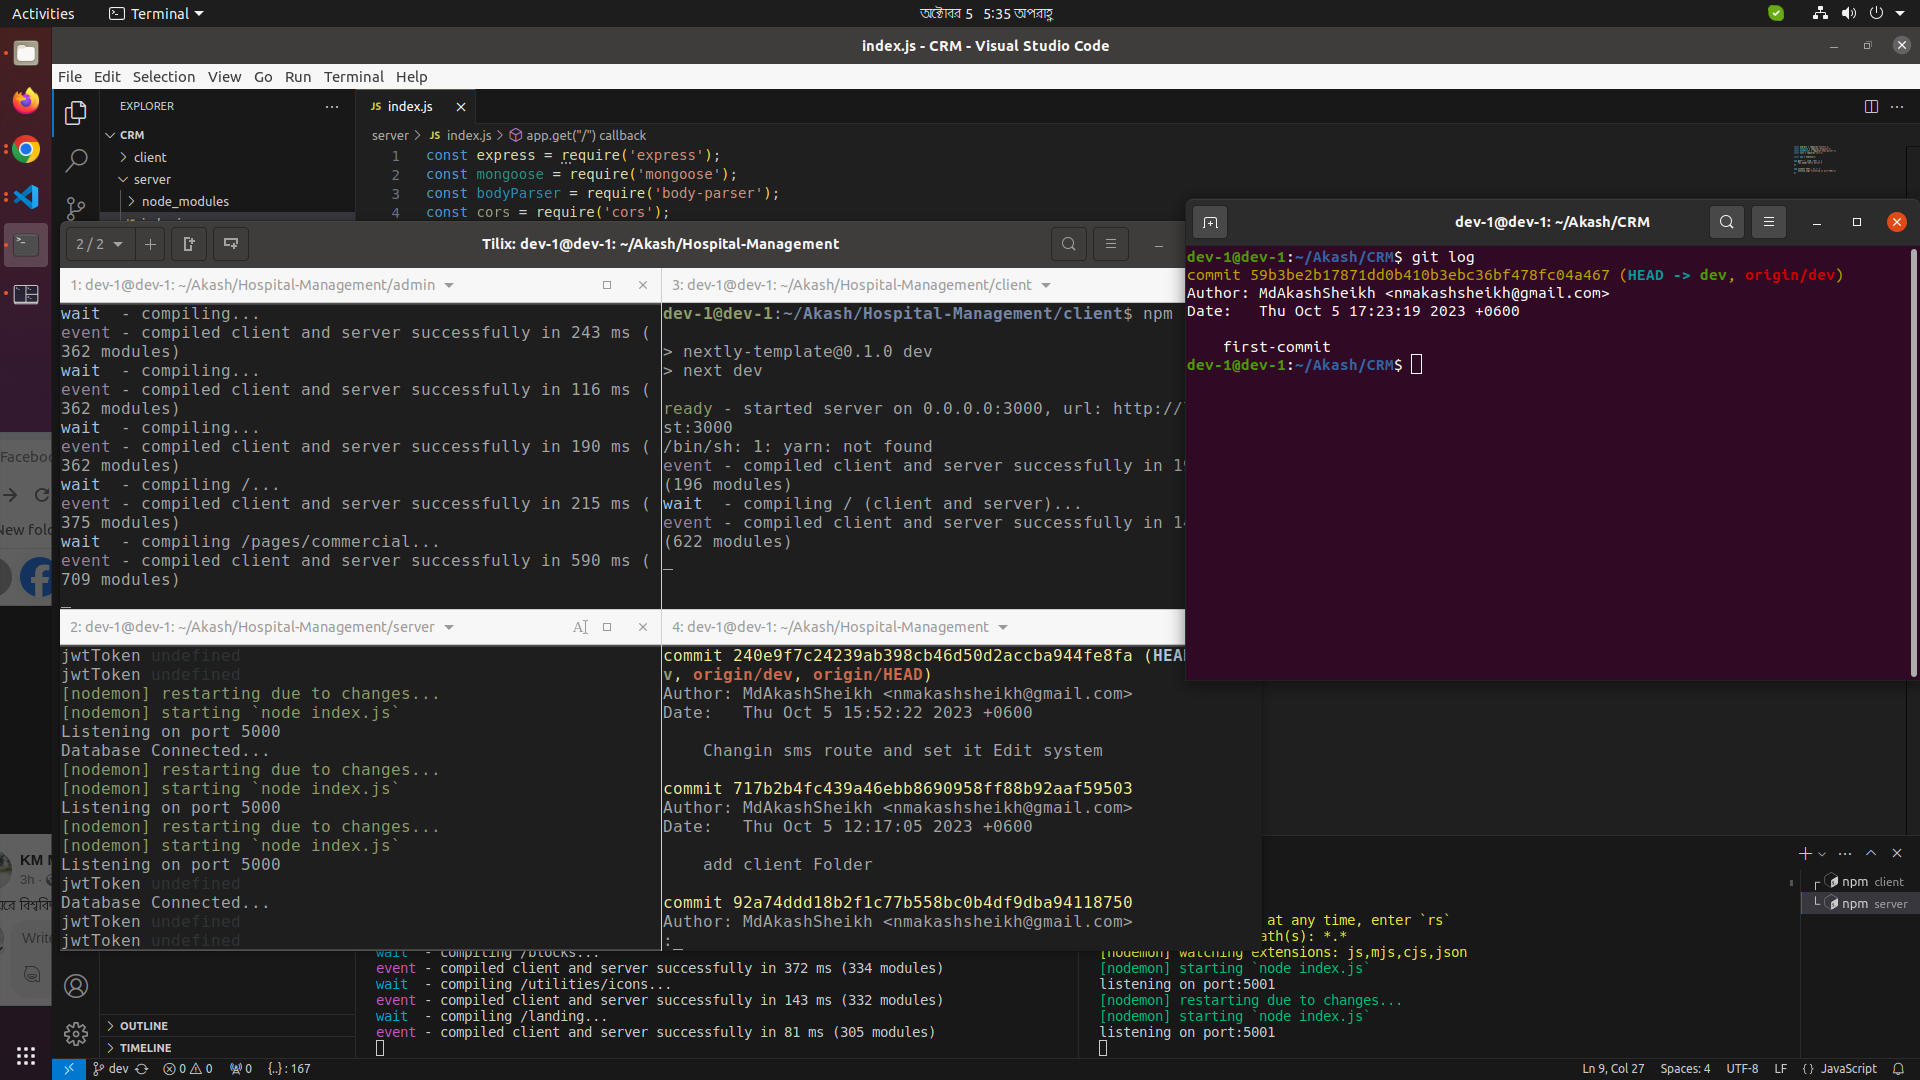 Activities
Terminal
অক্টোবর 5 5:35 অপরাহ্ণ
index.js - CRM - Visual Studio Code
File Edit Selection View Go Run Terminal Help
EXPLORER
JS index.js
CRM
server > JS index.js > app.get("/") callback
client
server
node_modules
1 const express = require('express');
2 const mongoose = require('mongoose');
3 const bodyParser = require('body-parser');
4 const cors = require('cors');
2 / 2
Tilix: dev-1@dev-1: ~/Akash/Hospital-Management
1: dev-1@dev-1: ~/Akash/Hospital-Management/admin
wait - compiling...
event - compiled client and server successfully in 243 ms (
362 modules)
wait - compiling...
event - compiled client and server successfully in 116 ms (
362 modules)
wait - compiling...
event - compiled client and server successfully in 190 ms (
362 modules)
wait - compiling /...
event - compiled client and server successfully in 215 ms (
375 modules)
wait - compiling /pages/commercial...
event - compiled client and server successfully in 590 ms (
709 modules)
3: dev-1@dev-1: ~/Akash/Hospital-Management/client
dev-1@dev-1:~/Akash/Hospital-Management/client$ npm
> nextly-template@0.1.0 dev
> next dev
ready - started server on 0.0.0.0:3000, url: http://
st:3000
/bin/sh: 1: yarn: not found
event - compiled client and server successfully in 1
(196 modules)
wait - compiling / (client and server)...
event - compiled client and server successfully in 14
(622 modules)
dev-1@dev-1: ~/Akash/CRM
dev-1@dev-1:~/Akash/CRM$ git log
commit 59b3be2b17871dd0b410b3ebc36bf478fc04a467 (HEAD -> dev, origin/dev)
Author: MdAkashSheikh <nmakashsheikh@gmail.com>
Date: Thu Oct 5 17:23:19 2023 +0600
first-commit
dev-1@dev-1:~/Akash/CRM$
2: dev-1@dev-1: ~/Akash/Hospital-Management/server
jwtToken undefined
jwtToken undefined
[nodemon] restarting due to changes...
[nodemon] starting `node index.js`
Listening on port 5000
Database Connected...
[nodemon] restarting due to changes...
[nodemon] starting `node index.js`
Listening on port 5000
[nodemon] restarting due to changes...
[nodemon] starting `node index.js`
Listening on port 5000
jwtToken undefined
Database Connected...
jwtToken undefined
jwtToken undefined
4: dev-1@dev-1: ~/Akash/Hospital-Management
commit 240e9f7c24239ab398cb46d50d2accba944fe8fa (HEA
v, origin/dev, origin/HEAD)
Author: MdAkashSheikh <nmakashsheikh@gmail.com>
Date: Thu Oct 5 15:52:22 2023 +0600
Changin sms route and set it Edit system
commit 717b2b4fc439a46ebb8690958ff88b92aaf59503
Author: MdAkashSheikh <nmakashsheikh@gmail.com>
Date: Thu Oct 5 12:17:05 2023 +0600
add client Folder
commit 92a74ddd18b2f1c77b558bc0b4df9dba94118750
Author: MdAkashSheikh <nmakashsheikh@gmail.com>
:
Facebo
New fol
KM
3h
Write
wait - compiling /blocks...
event - compiled client and server successfully in 372 ms (334 modules)
wait - compiling /utilities/icons...
event - compiled client and server successfully in 143 ms (332 modules)
wait - compiling /landing...
event - compiled client and server successfully in 81 ms (305 modules)
at any time, enter `rs`
ath(s): *.*
[nodemon] watching extensions: js,mjs,cjs,json
[nodemon] starting `node index.js`
listening on port:5001
[nodemon] restarting due to changes...
[nodemon] starting `node index.js`
listening on port:5001
npm client
npm server
OUTLINE
TIMELINE
dev 0 0 0 {..} : 167
Ln 9, Col 27 Spaces: 4 UTF-8 LF {} JavaScript